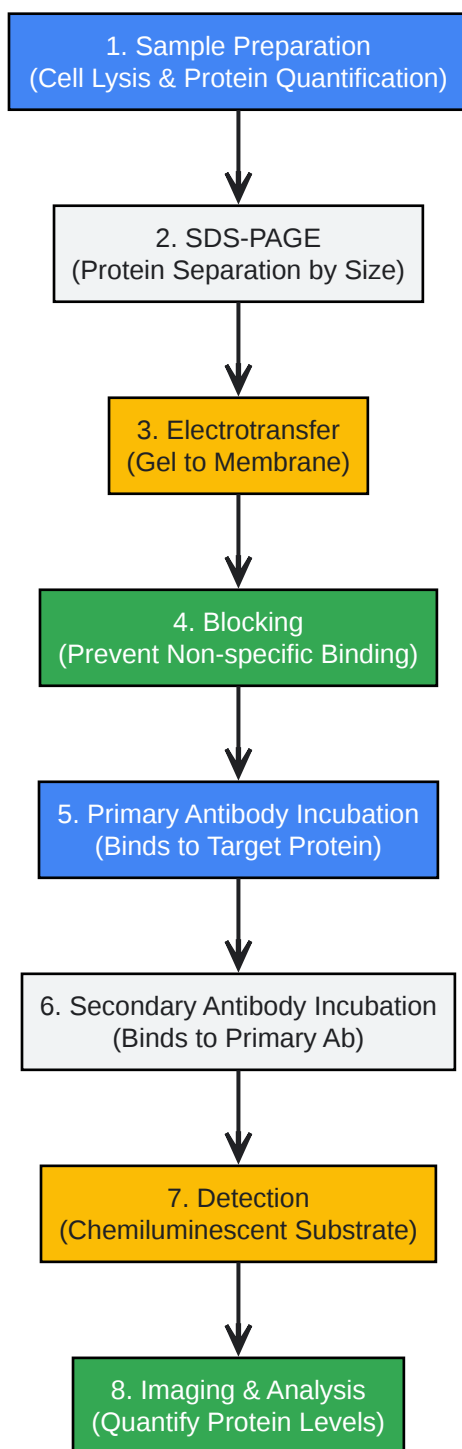 1. Sample Preparation
(Cell Lysis & Protein Quantification)
2. SDS-PAGE
(Protein Separation by Size)
3. Electrotransfer
(Gel to Membrane)
4. Blocking
(Prevent Non-specific Binding)
5. Primary Antibody Incubation
(Binds to Target Protein)
6. Secondary Antibody Incubation
(Binds to Primary Ab)
7. Detection
(Chemiluminescent Substrate)
8. Imaging & Analysis
(Quantify Protein Levels)